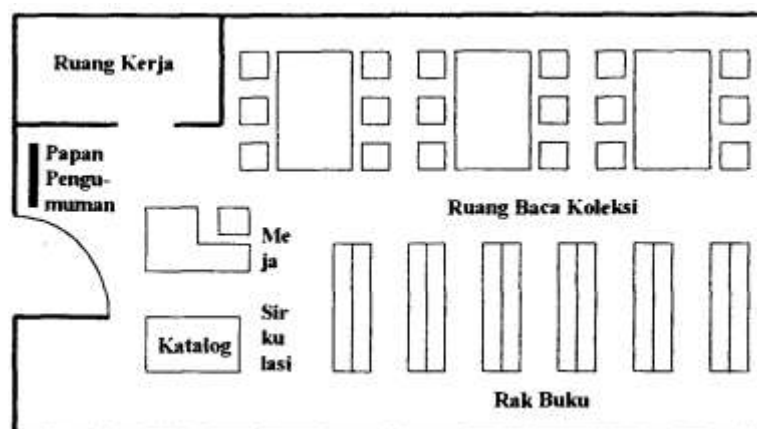 Ruang Kerja
Papan
Pengu-
muman
Ruang Baca Koleksi
Me
ja
Sir
ku
lasi
Katalog
Rak Buku